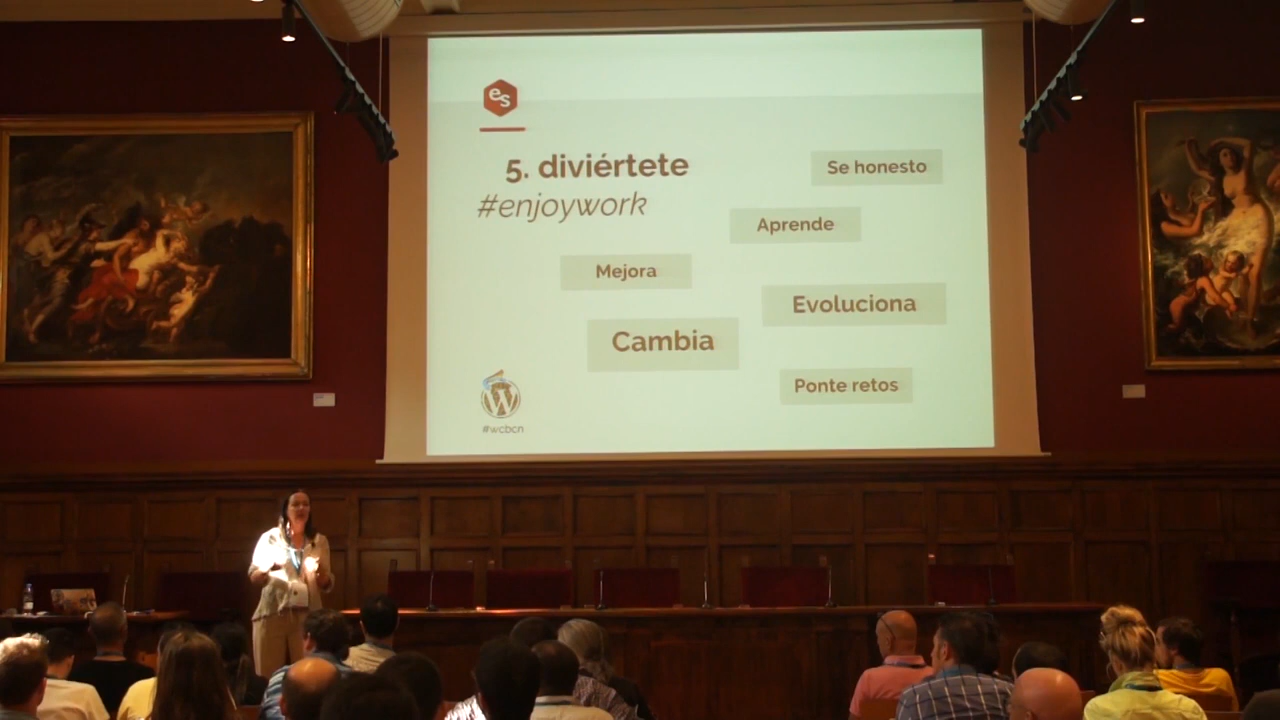 es
5. diviértete
#enjoywork
Se honesto
Aprende
Mejora
Evoluciona
Cambia
Ponte retos
W
#wcbcn